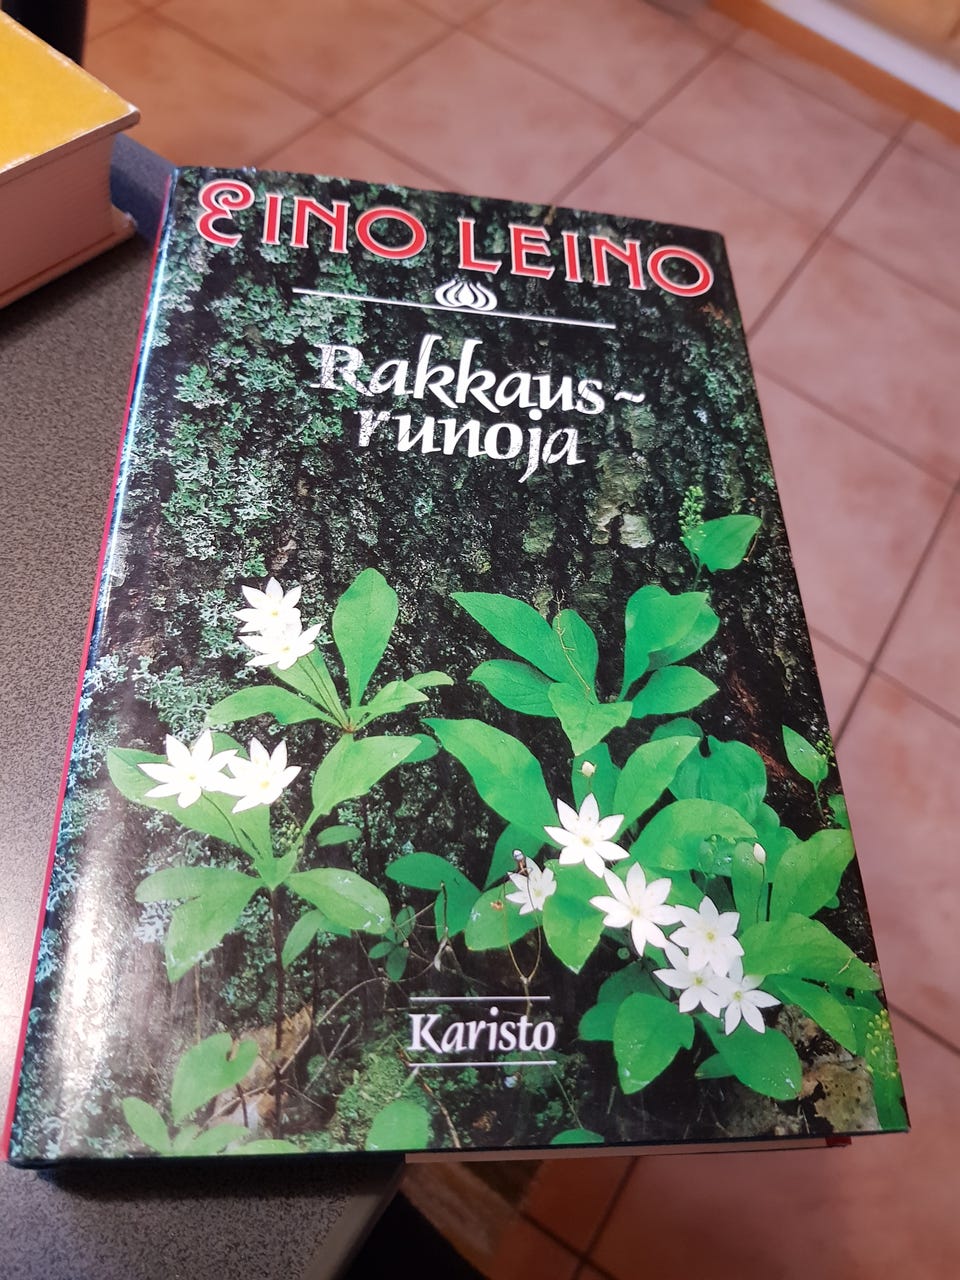 EINO LEINO
Rakkaus-
runoja
Karisto